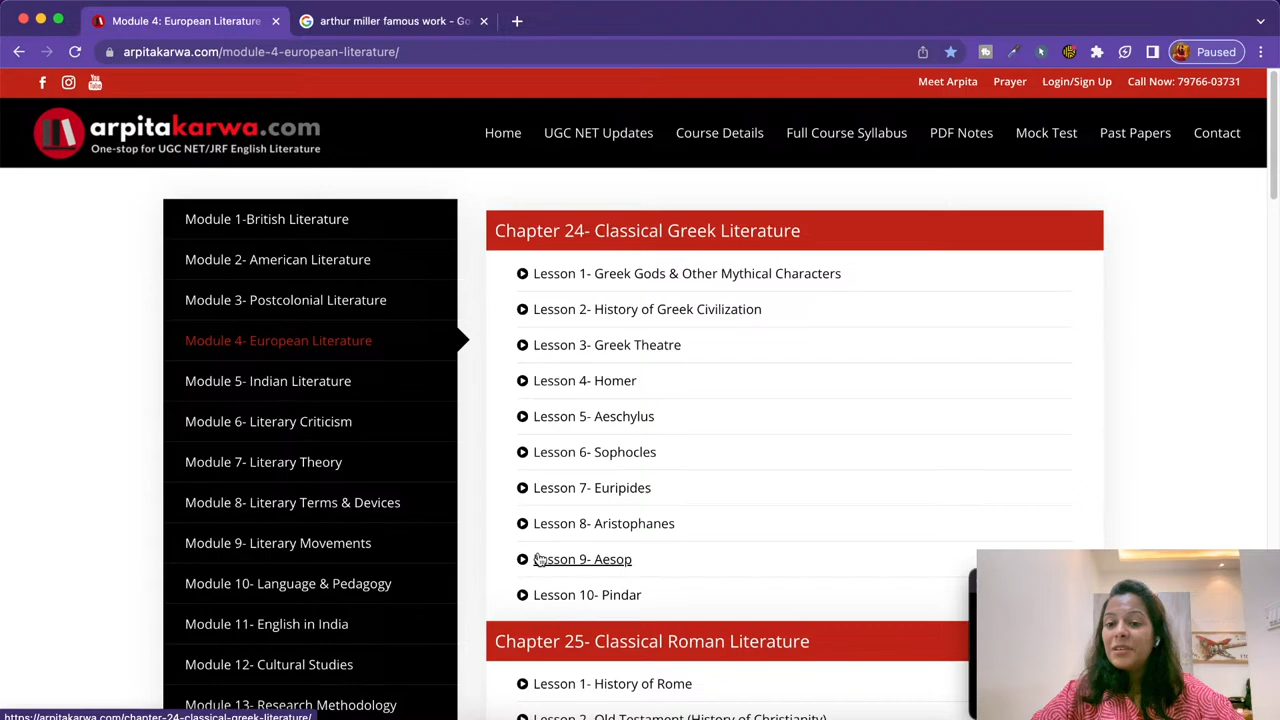 Module 4: European Literature
arthur miller famous work - Go
arpitakarwa.com/module-4-european-literature/
Paused
Meet Arpita
Prayer
Login/Sign Up
Call Now: 79766-03731
arpitakarwa.com
One-stop for UGC NET/JRF English Literature
Home
UGC NET Updates
Course Details
Full Course Syllabus
PDF Notes
Mock Test
Past Papers
Contact
Module 1-British Literature
Module 2- American Literature
Module 3- Postcolonial Literature
Module 4- European Literature
Module 5- Indian Literature
Module 6- Literary Criticism
Module 7- Literary Theory
Module 8- Literary Terms & Devices
Module 9- Literary Movements
Module 10- Language & Pedagogy
Module 11- English in India
Module 12- Cultural Studies
Module 13- Research Methodology
Chapter 24- Classical Greek Literature
Lesson 1- Greek Gods & Other Mythical Characters
Lesson 2- History of Greek Civilization
Lesson 3- Greek Theatre
Lesson 4- Homer
Lesson 5- Aeschylus
Lesson 6- Sophocles
Lesson 7- Euripides
Lesson 8- Aristophanes
Lesson 9- Aesop
Lesson 10- Pindar
Chapter 25- Classical Roman Literature
Lesson 1- History of Rome
Lesson 2- Old Testament (History of Christianity)
https://arpitakarwa.com/chapter-24-classical-greek-literature/